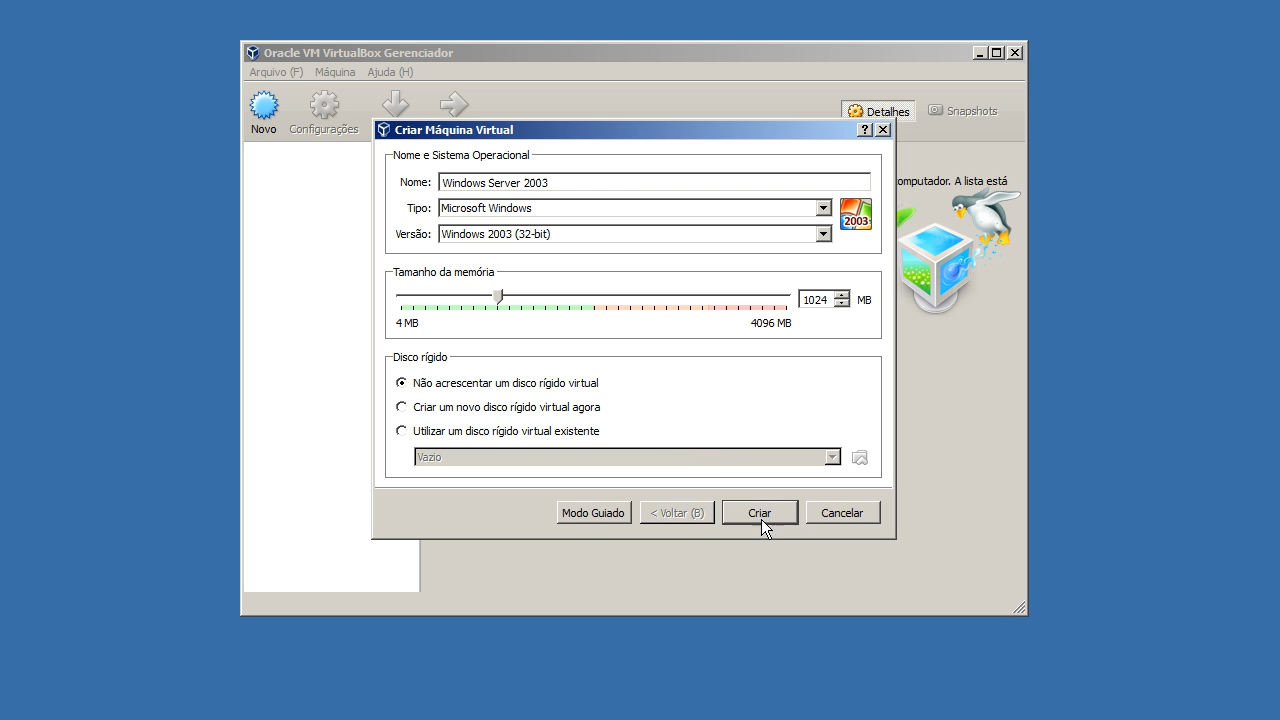 Oracle VM VirtualBox Gerenciador
Arquivo (F) Máquina Ajuda (H)
Novo Configurações
Detalhes Snapshots
omputador. A lista está
Criar Máquina Virtual
Nome e Sistema Operacional
Nome: Windows Server 2003
Tipo: Microsoft Windows
2003
Versão: Windows 2003 (32-bit)
Tamanho da memória
1024 MB
4 MB 4096 MB
Disco rígido
Não acrescentar um disco rígido virtual
Criar um novo disco rígido virtual agora
Utilizar um disco rígido virtual existente
Vazio
Modo Guiado < Voltar (B) Criar Cancelar